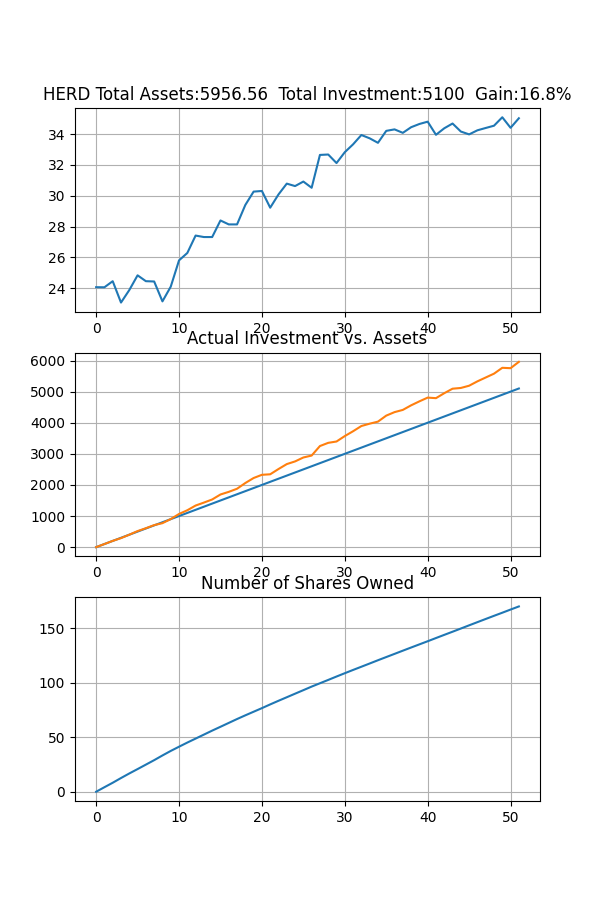 HERD Total Assets:5956.56  Total Investment:5100  Gain:16.8%
34
32
30
28
26
24
0 10 20 30 40 50
Actual Investment vs. Assets
6000
5000
4000
3000
2000
1000
0
0 10 20 30 40 50
Number of Shares Owned
150
100
50
0
0 10 20 30 40 50